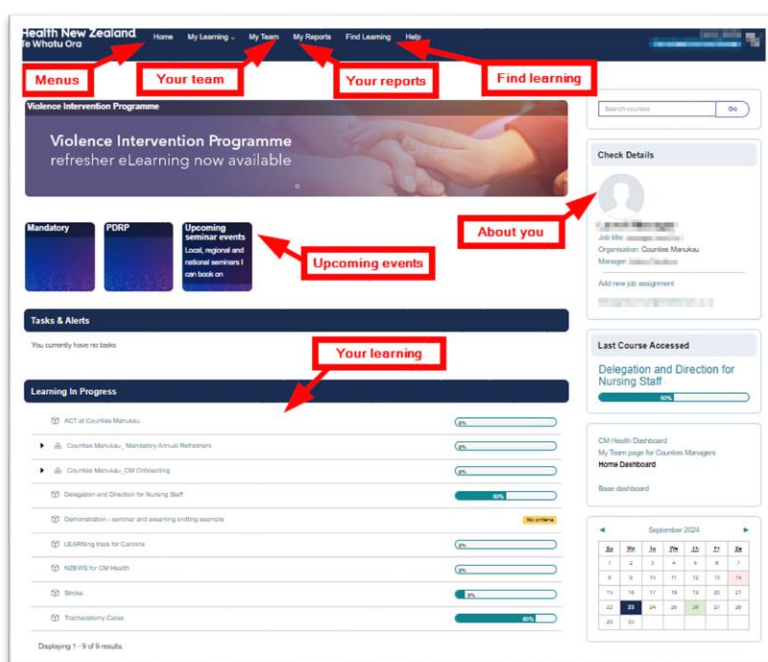 Health New Zealand
Te Whatu Ora
Home My Learning My Team My Reports Find Learning Help
Menus
Your team
Your reports
Find learning
Violence Intervention Programme
Violence Intervention Programme
refresher eLearning now available
Search courses
Go
Check Details
About you
Job title:
Organisation: Counties Manukau
Manager:
Add new job assignment
Mandatory
PDRP
Upcoming
seminar events
Local, regional and
national seminars I
can book on
Upcoming events
Tasks & Alerts
You currently have no tasks
Your learning
Last Course Accessed
Delegation and Direction for
Nursing Staff
50%
Learning In Progress
ACT at Counties Manukau 0%
Counties Manukau_ Mandatory Annual Refreshers 0%
Counties Manukau_CM Onboarding 0%
Delegation and Direction for Nursing Staff 50%
Demonstration – seminar and elearning knitting example No criteria
LEARNing trials for Caroline 0%
NZEWS for CM Health 0%
Stroke
Tracheostomy Cares 80%
Displaying 1 - 9 of 9 results
CM Health Dashboard
My Team page for Counties Managers
Home Dashboard
Base dashboard
September 2024
Su Mo Tu We Th Fr Sa
1 2 3 4 5 6 7
8 9 10 11 12 13 14
15 16 17 18 19 20 21
22 23 24 25 26 27 28
29 30